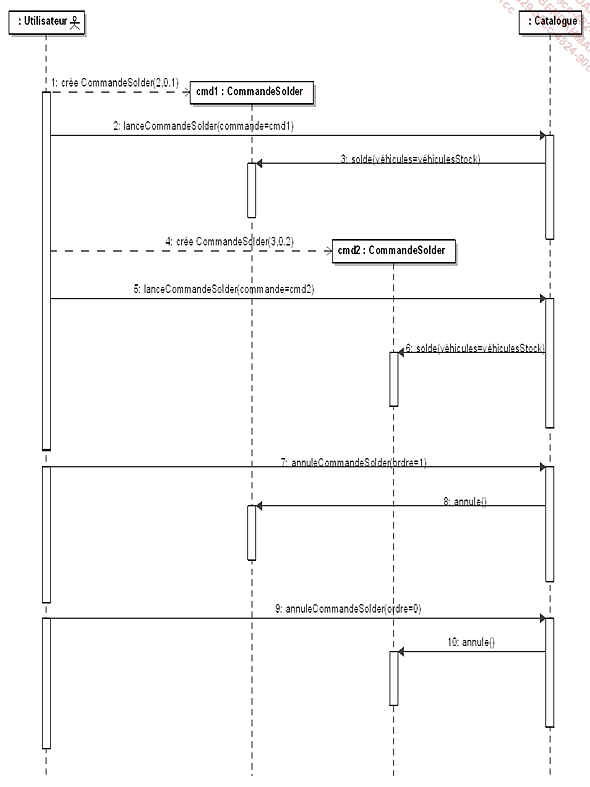 : Utilisateur
: Catalogue
1: crée CommandeSolder(2,0.1)
cmd1 : CommandeSolder
2: lanceCommandeSolder(commande=cmd1)
3: solde(véhicules=véhiculesStock)
4: crée CommandeSolder(3,0.2)
cmd2 : CommandeSolder
5: lanceCommandeSolder(commande=cmd2)
6: solde(véhicules=véhiculesStock)
7: annuleCommandeSolder(ordre=1)
8: annule()
9: annuleCommandeSolder(ordre=0)
10: annule()